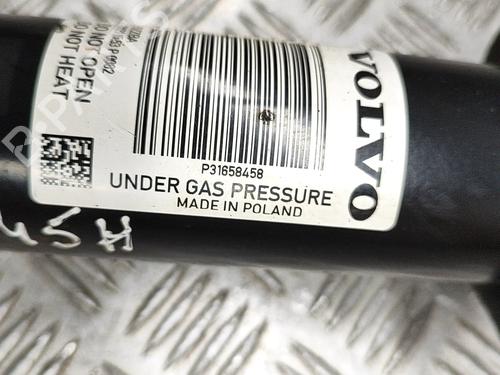 VOLVO
DO NOT OPEN
DO NOT HEAT
P31658458
UNDER GAS PRESSURE
MADE IN POLAND